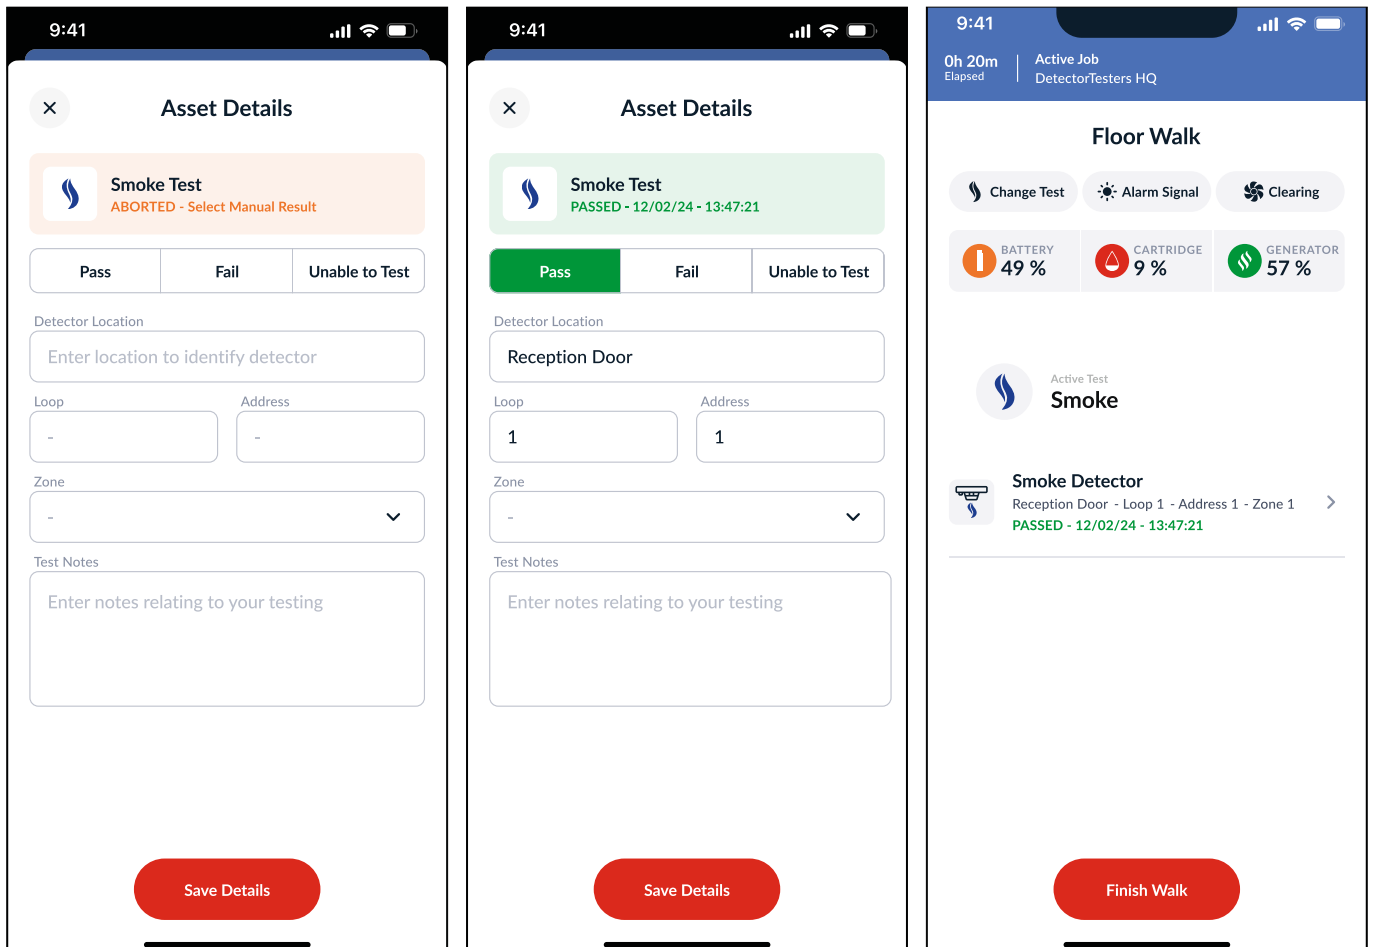 9:41
Asset Details
Smoke Test
ABORTED - Select Manual Result
Pass Fail Unable to Test
Detector Location
Enter location to identify detector
Loop Address
- -
Zone
-
Test Notes
Enter notes relating to your testing
Save Details
9:41
Asset Details
Smoke Test
PASSED - 12/02/24 - 13:47:21
Pass Fail Unable to Test
Detector Location
Reception Door
Loop Address
1 1
Zone
-
Test Notes
Enter notes relating to your testing
Save Details
9:41
0h 20m
Elapsed
Active Job
DetectorTesters HQ
Floor Walk
Change Test Alarm Signal Clearing
BATTERY CARTRIDGE GENERATOR
49 % 9 % 57 %
Active Test
Smoke
Smoke Detector
Reception Door - Loop 1 - Address 1 - Zone 1
PASSED - 12/02/24 - 13:47:21
Finish Walk